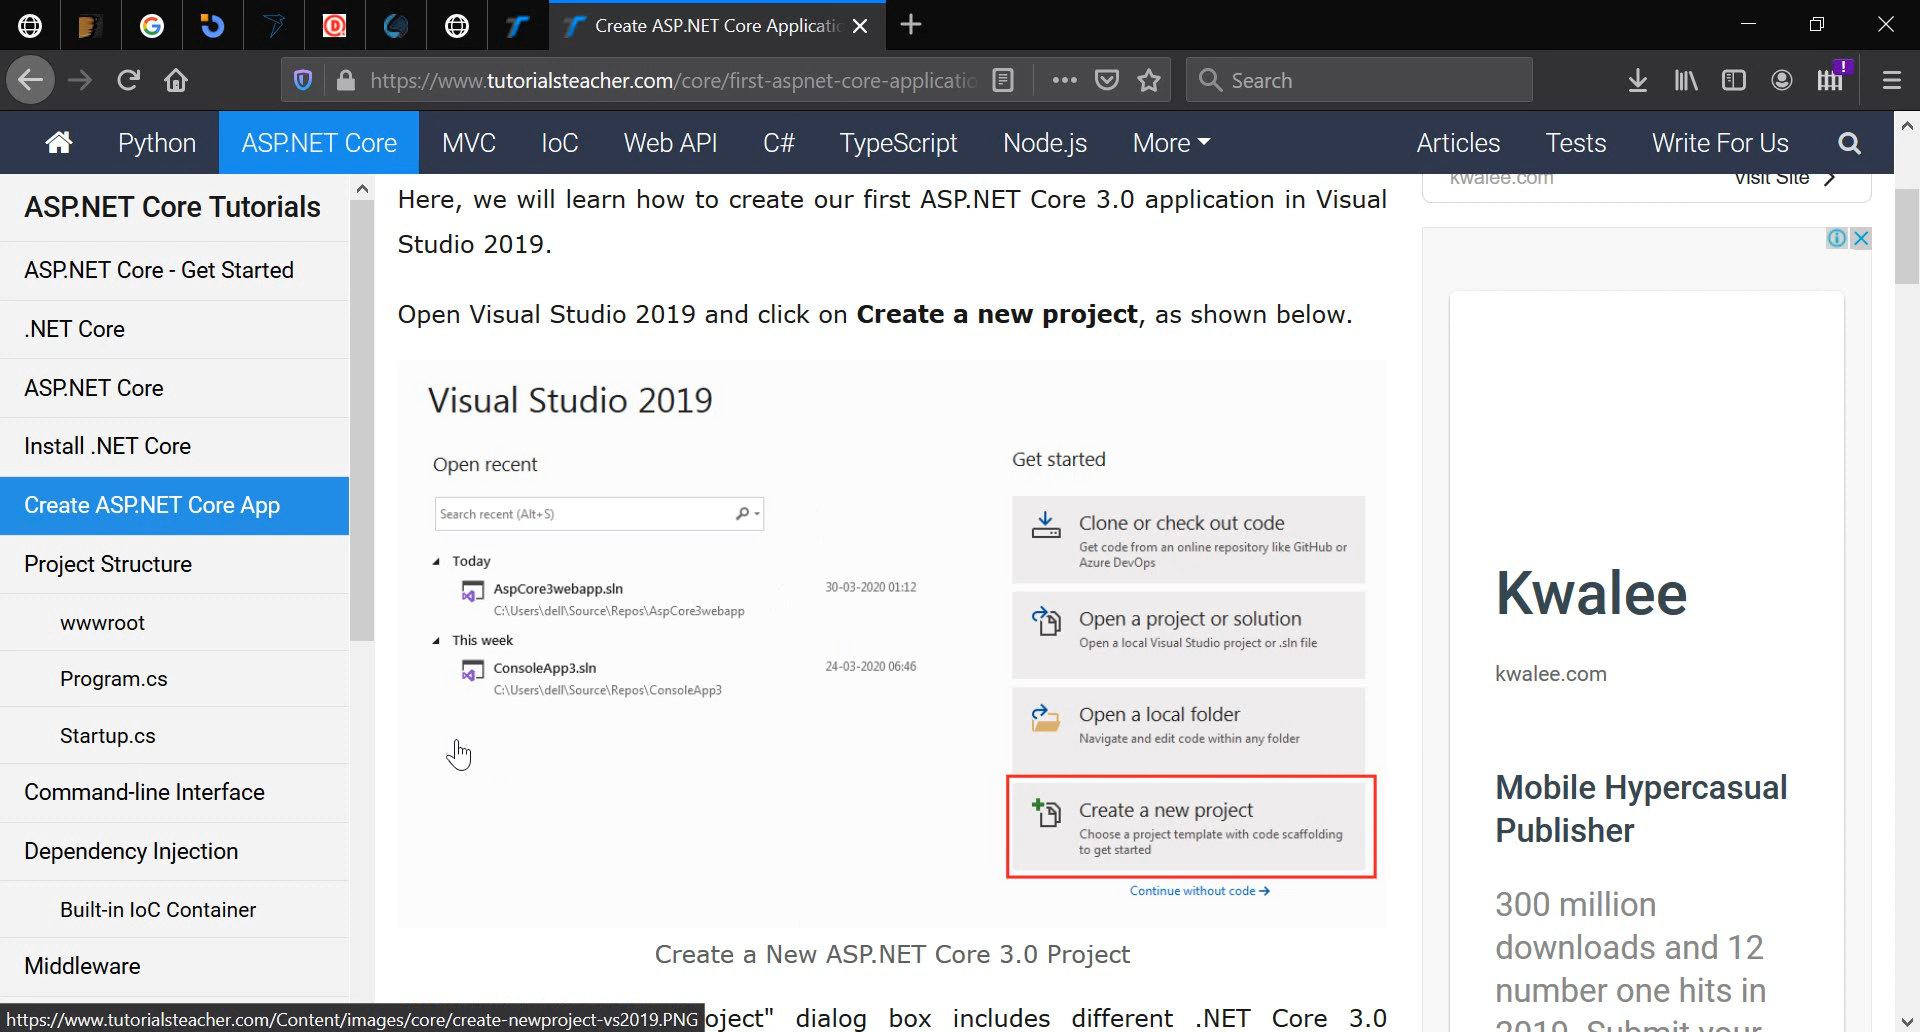 Create ASP.NET Core Applicatio
https://www.tutorialsteacher.com/core/first-aspnet-core-applicatio
Search
!
Python
ASP.NET Core
MVC
IoC
Web API
C#
TypeScript
Node.js
More
Articles
Tests
Write For Us
ASP.NET Core Tutorials
ASP.NET Core - Get Started
.NET Core
ASP.NET Core
Install .NET Core
Create ASP.NET Core App
Project Structure
wwwroot
Program.cs
Startup.cs
Command-line Interface
Dependency Injection
Built-in IoC Container
Middleware
https://www.tutorialsteacher.com/Content/images/core/create-newproject-vs2019.PNG
Here, we will learn how to create our first ASP.NET Core 3.0 application in Visual
Studio 2019.
Open Visual Studio 2019 and click on Create a new project, as shown below.
Visual Studio 2019
Open recent
Search recent (Alt+S)
Today
AspCore3webapp.sln
30-03-2020 01:12
C:\Users\dell\Source\Repos\AspCore3webapp
This week
ConsoleApp3.sln
24-03-2020 06:46
C:\Users\dell\Source\Repos\ConsoleApp3
Get started
Clone or check out code
Get code from an online repository like GitHub or
Azure DevOps
Open a project or solution
Open a local Visual Studio project or .sln file
Open a local folder
Navigate and edit code within any folder
Create a new project
Choose a project template with code scaffolding
to get started
Continue without code →
Create a New ASP.NET Core 3.0 Project
oject" dialog box includes different .NET Core 3.0
kwalee.com
Visit Site
Kwalee
kwalee.com
Mobile Hypercasual
Publisher
300 million
downloads and 12
number one hits in
2019. Submit your